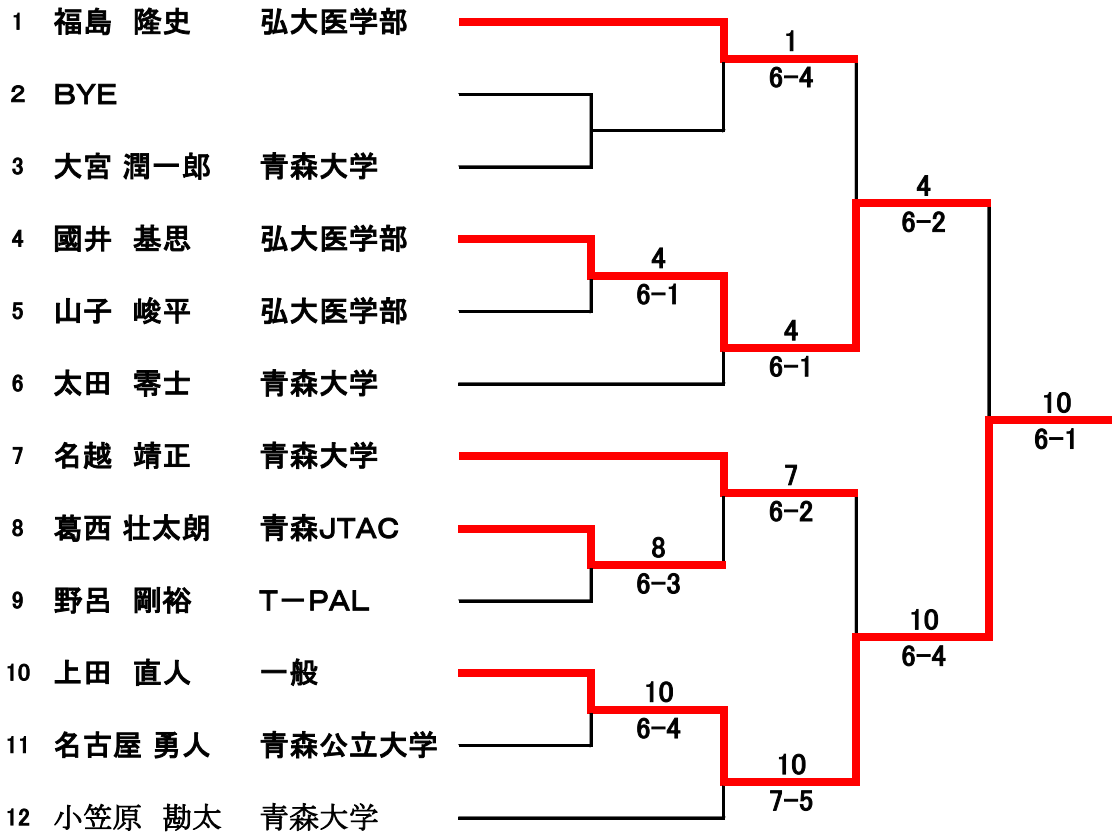 1 福島 隆史 弘大医学部
2 BYE
3 大宮 潤一郎 青森大学
4 國井 基思 弘大医学部
5 山子 峻平 弘大医学部
6 太田 零士 青森大学
7 名越 靖正 青森大学
8 葛西 壮太朗 青森JTAC
9 野呂 剛裕 T－PAL
10 上田 直人 一般
11 名古屋 勇人 青森公立大学
12 小笠原 勘太 青森大学
4
6-1
8
6-3
10
6-4
1
6-4
4
6-1
7
6-2
10
7-5
4
6-2
10
6-4
10
6-1